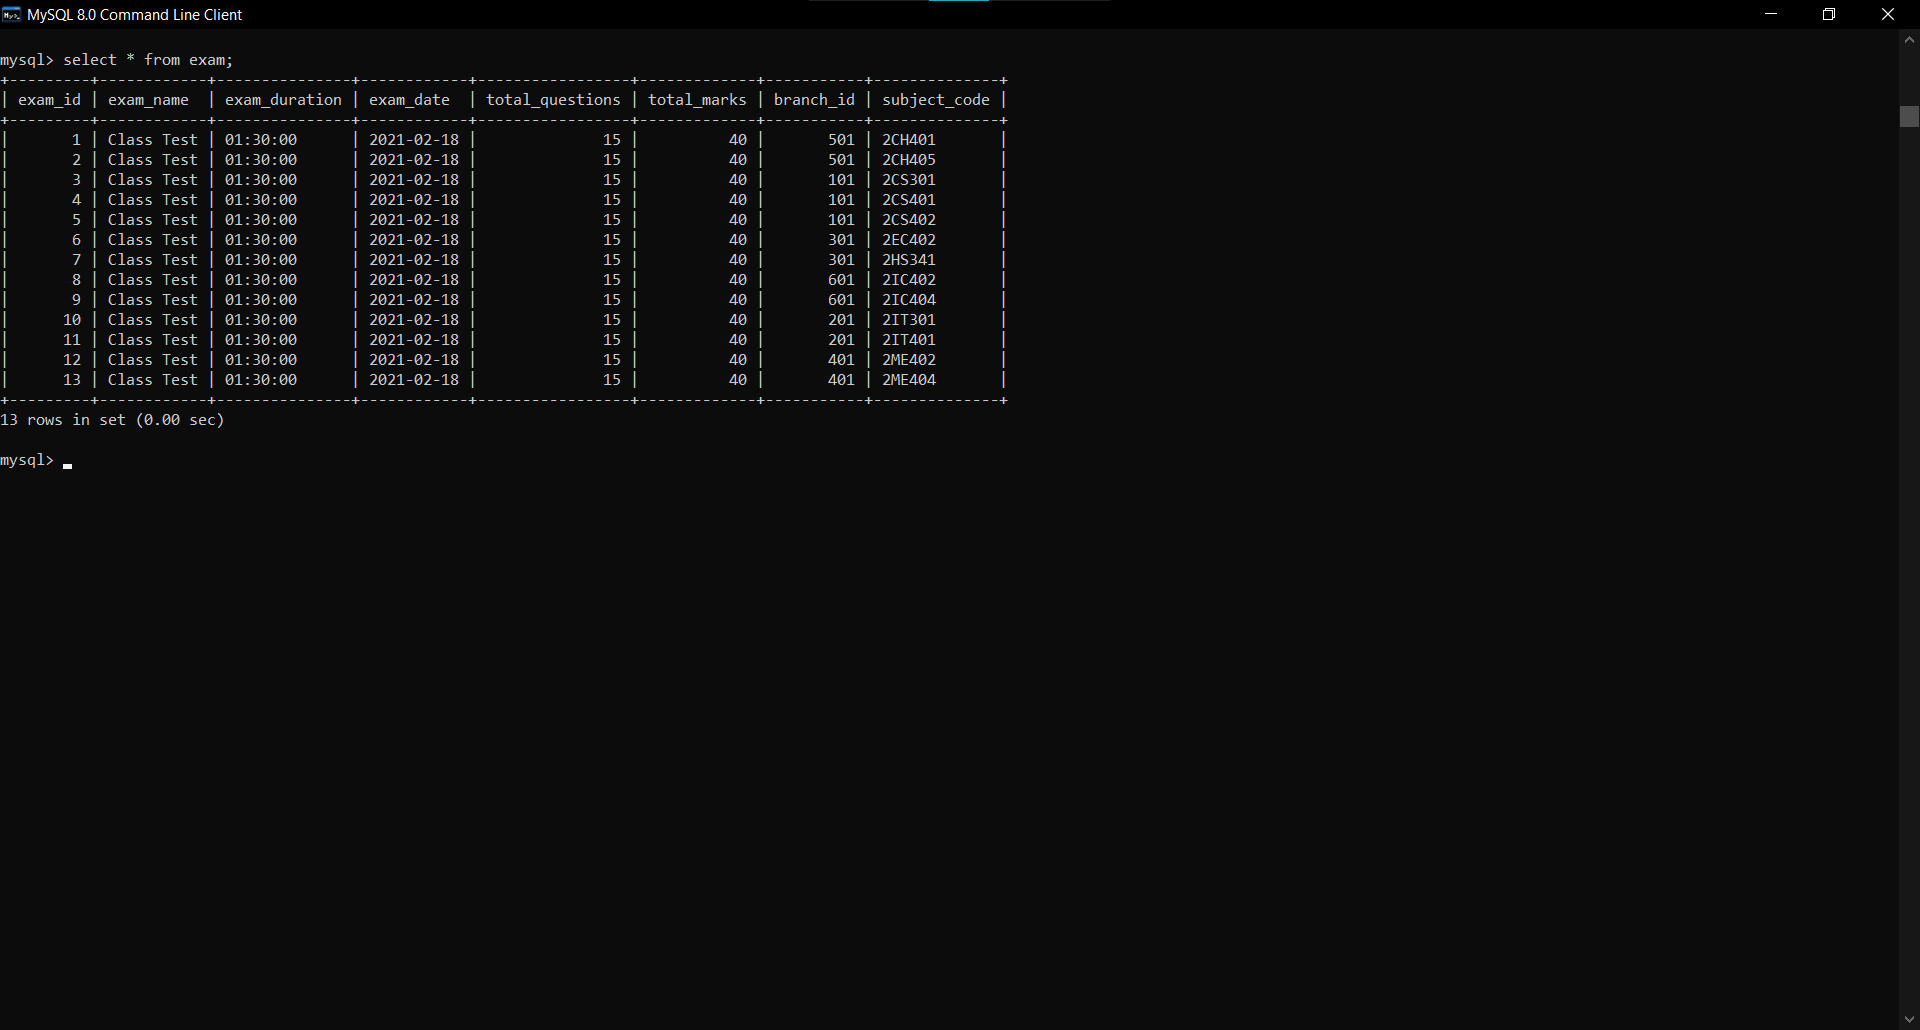 MySQL 8.0 Command Line Client
mysql> select * from exam;
+---------+------------+---------------+------------+-----------------+-------------+-----------+--------------+
| exam_id | exam_name  | exam_duration | exam_date  | total_questions | total_marks | branch_id | subject_code |
+---------+------------+---------------+------------+-----------------+-------------+-----------+--------------+
|       1 | Class Test | 01:30:00      | 2021-02-18 |              15 |          40 |       501 | 2CH401       |
|       2 | Class Test | 01:30:00      | 2021-02-18 |              15 |          40 |       501 | 2CH405       |
|       3 | Class Test | 01:30:00      | 2021-02-18 |              15 |          40 |       101 | 2CS301       |
|       4 | Class Test | 01:30:00      | 2021-02-18 |              15 |          40 |       101 | 2CS401       |
|       5 | Class Test | 01:30:00      | 2021-02-18 |              15 |          40 |       101 | 2CS402       |
|       6 | Class Test | 01:30:00      | 2021-02-18 |              15 |          40 |       301 | 2EC402       |
|       7 | Class Test | 01:30:00      | 2021-02-18 |              15 |          40 |       301 | 2HS341       |
|       8 | Class Test | 01:30:00      | 2021-02-18 |              15 |          40 |       601 | 2IC402       |
|       9 | Class Test | 01:30:00      | 2021-02-18 |              15 |          40 |       601 | 2IC404       |
|      10 | Class Test | 01:30:00      | 2021-02-18 |              15 |          40 |       201 | 2IT301       |
|      11 | Class Test | 01:30:00      | 2021-02-18 |              15 |          40 |       201 | 2IT401       |
|      12 | Class Test | 01:30:00      | 2021-02-18 |              15 |          40 |       401 | 2ME402       |
|      13 | Class Test | 01:30:00      | 2021-02-18 |              15 |          40 |       401 | 2ME404       |
+---------+------------+---------------+------------+-----------------+-------------+-----------+--------------+
13 rows in set (0.00 sec)
mysql>